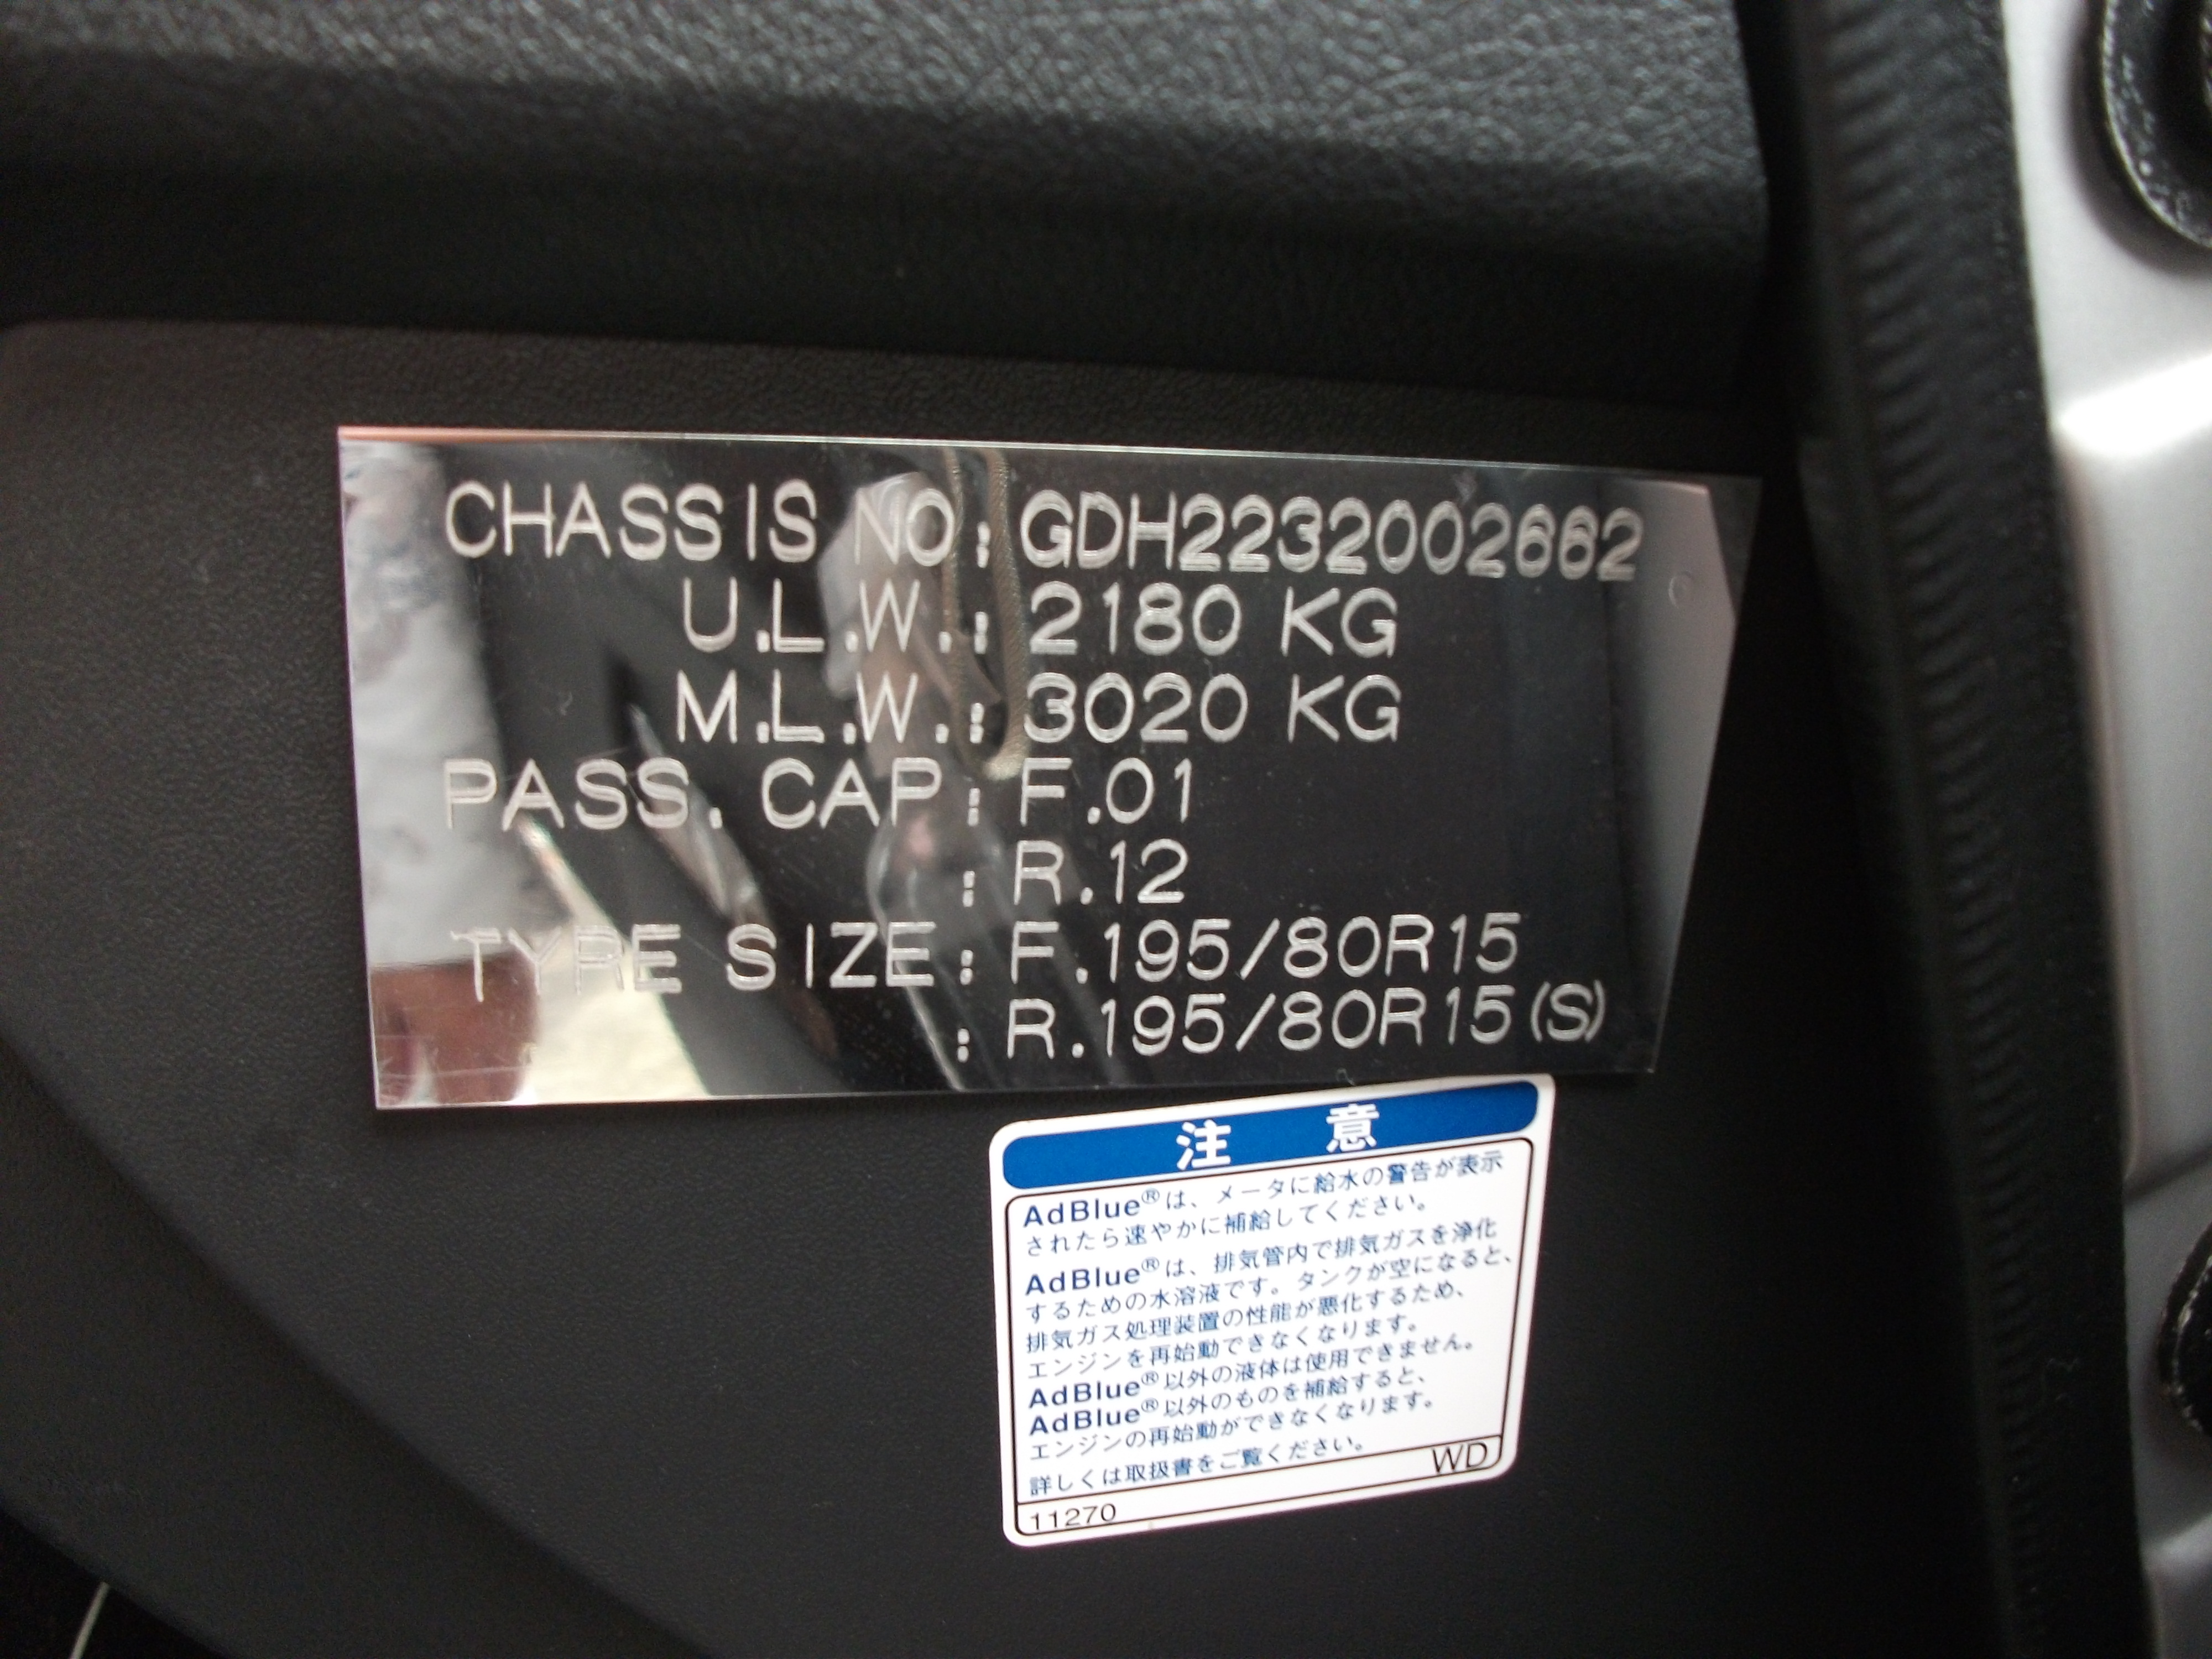 CHASSIS NO: GDH2232002662
U.L.W.: 2180 KG
M.L.W.: 3020 KG
PASS. CAP: F.01
: R.12
TYPE SIZE: F.195/80R15
: R.195/80R15(S)
注 意
AdBlue®は、メータに給水の警告が表示
されたら速やかに補給してください。
AdBlue®は、排気管内で排気ガスを浄化
するための水溶液です。タンクが空になると、
排気ガス処理装置の性能が悪化するため、
エンジンを再始動できなくなります。
AdBlue®以外の液体は使用できません。
AdBlue®以外のものを補給すると、
エンジンの再始動ができなくなります。
詳しくは取扱書をご覧ください。
WD
11270